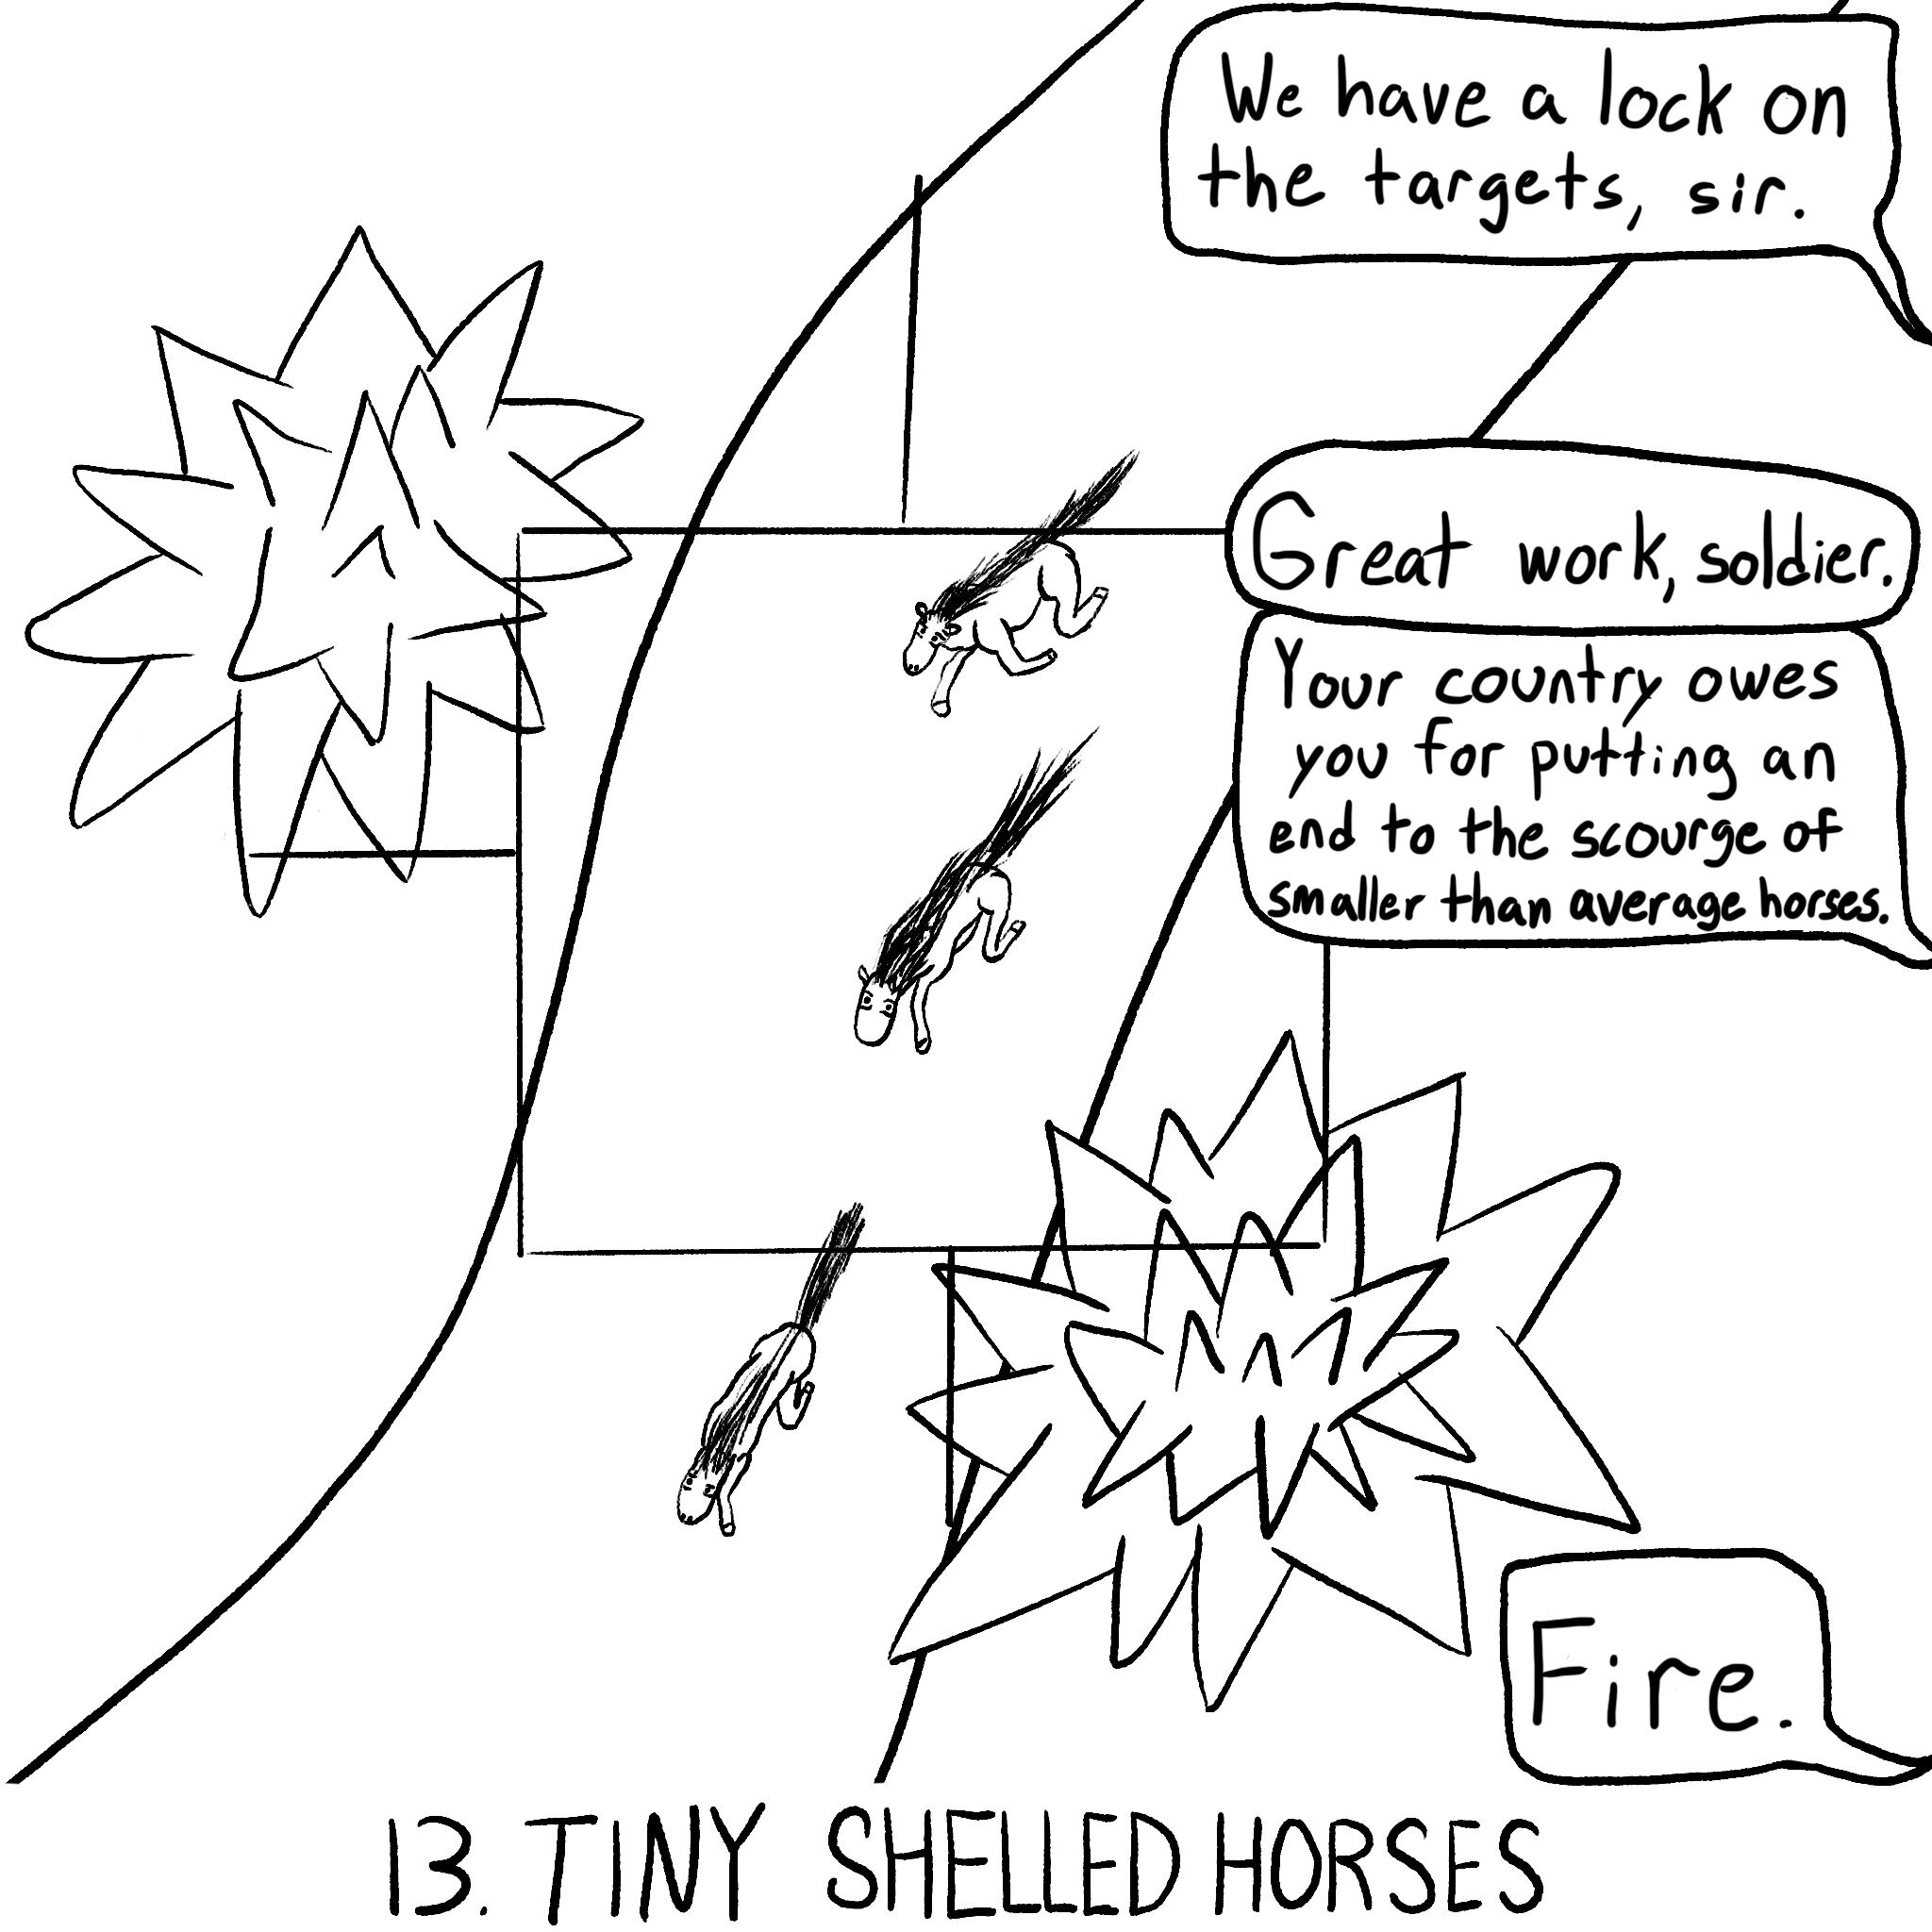 We have a lock on
the targets, sir.
Great work, soldier.
Your country owes
you for putting an
end to the scourge of
smaller than average horses.
Fire.
13. TINY SHELLED HORSES